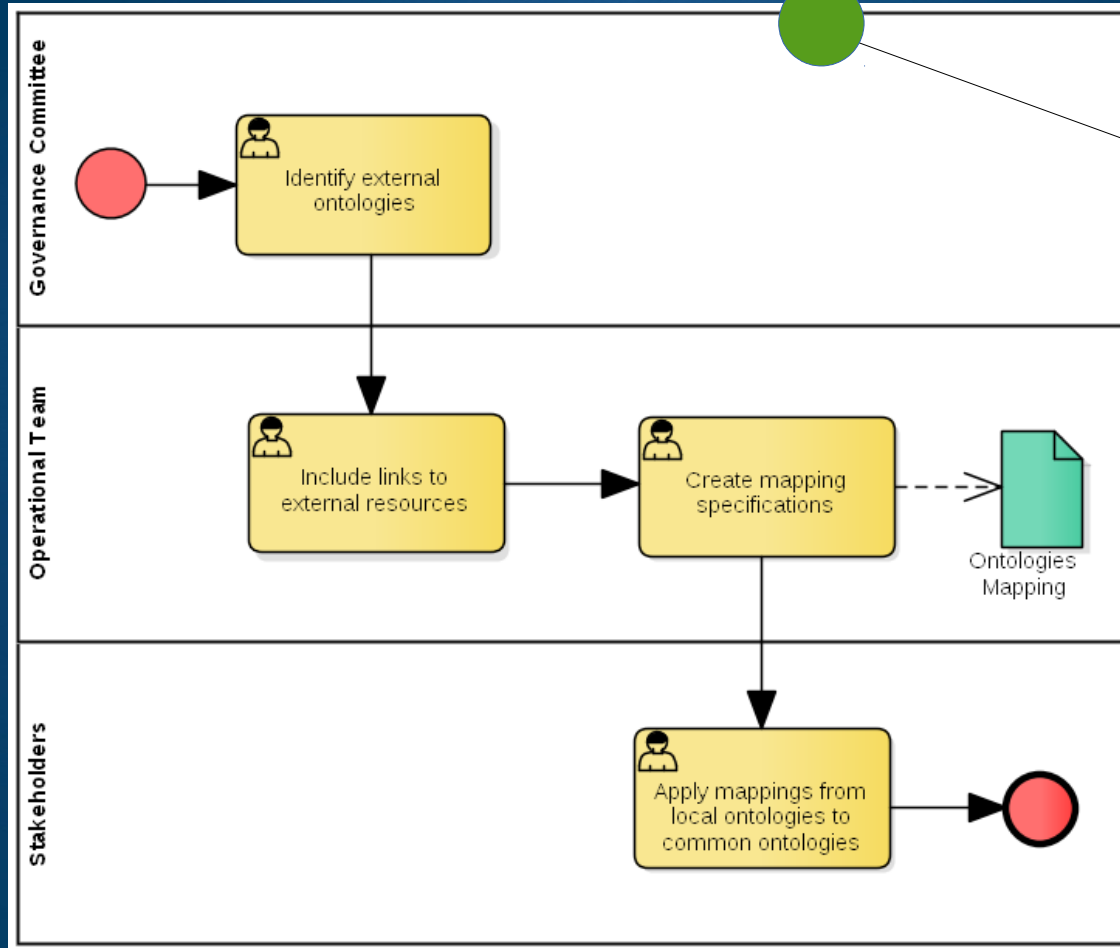 Governance Committee
Identify external
ontologies
Operational Team
Include links to
external resources
Create mapping
specifications
Ontologies
Mapping
Stakeholders
Apply mappings from
local ontologies to
common ontologies